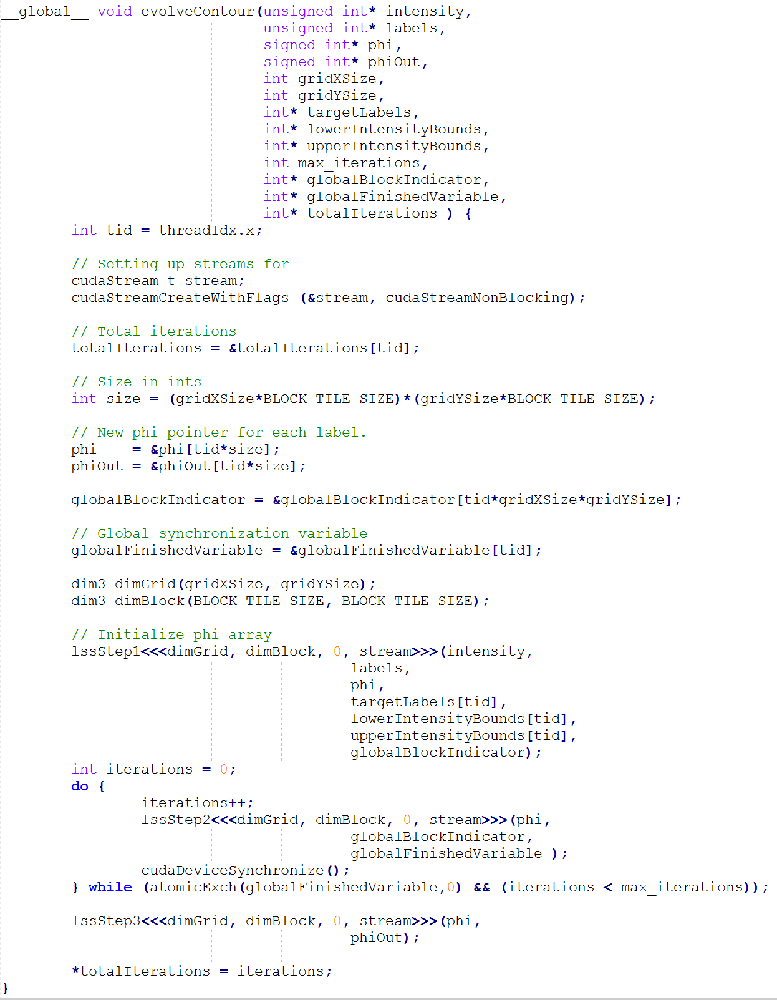 __global__ void evolveContour(unsigned int* intensity,
unsigned int* labels,
signed int* phi,
signed int* phiOut,
int gridXSize,
int gridYSize,
int* targetLabels,
int* lowerIntensityBounds,
int* upperIntensityBounds,
int max_iterations,
int* globalBlockIndicator,
int* globalFinishedVariable,
int* totalIterations ) {
int tid = threadIdx.x;
// Setting up streams for
cudaStream_t stream;
cudaStreamCreateWithFlags (&stream, cudaStreamNonBlocking);
// Total iterations
totalIterations = &totalIterations[tid];
// Size in ints
int size = (gridXSize*BLOCK_TILE_SIZE)*(gridYSize*BLOCK_TILE_SIZE);
// New phi pointer for each label.
phi    = &phi[tid*size];
phiOut = &phiOut[tid*size];
globalBlockIndicator = &globalBlockIndicator[tid*gridXSize*gridYSize];
// Global synchronization variable
globalFinishedVariable = &globalFinishedVariable[tid];
dim3 dimGrid(gridXSize, gridYSize);
dim3 dimBlock(BLOCK_TILE_SIZE, BLOCK_TILE_SIZE);
// Initialize phi array
lssStep1<<<dimGrid, dimBlock, 0, stream>>>(intensity,
labels,
phi,
targetLabels[tid],
lowerIntensityBounds[tid],
upperIntensityBounds[tid],
globalBlockIndicator);
int iterations = 0;
do {
iterations++;
lssStep2<<<dimGrid, dimBlock, 0, stream>>>(phi,
globalBlockIndicator,
globalFinishedVariable );
cudaDeviceSynchronize();
} while (atomicExch(globalFinishedVariable,0) && (iterations < max_iterations));
lssStep3<<<dimGrid, dimBlock, 0, stream>>>(phi,
phiOut);
*totalIterations = iterations;
}